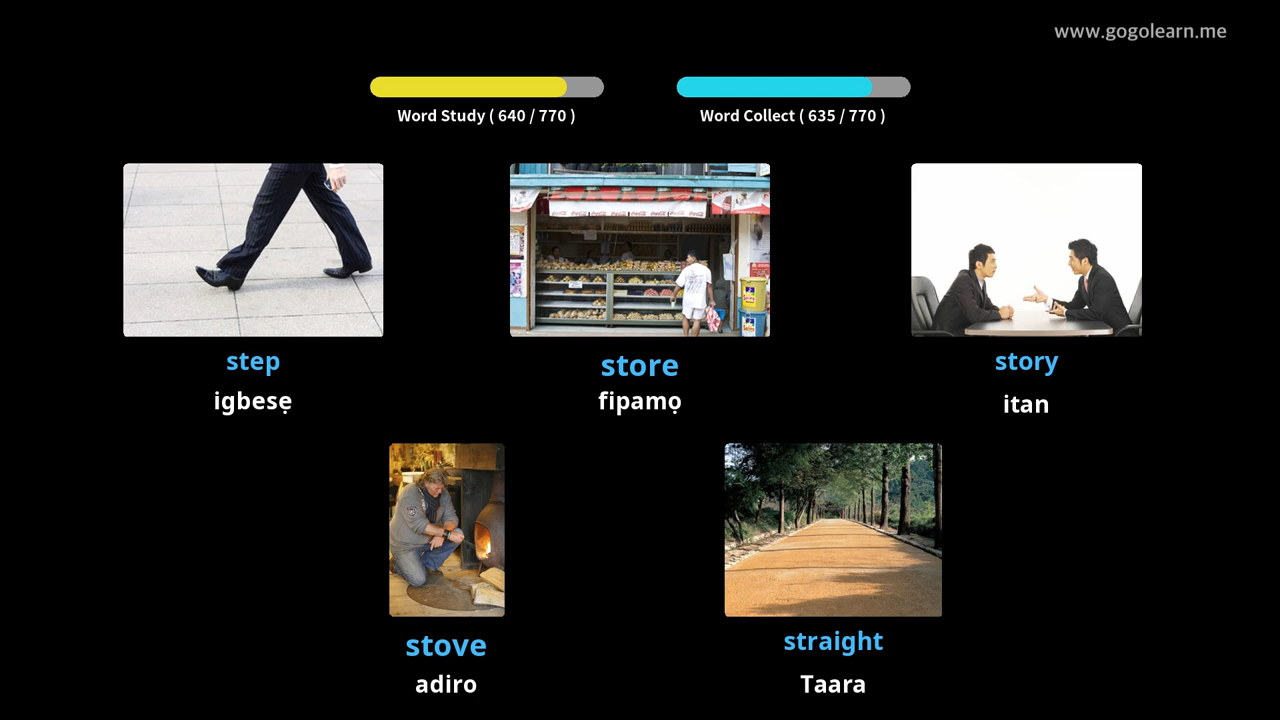 www.gogolearn.me
Word Study ( 640 / 770 )
Word Collect ( 635 / 770 )
step
igbesẹ
store
fipamọ
story
itan
stove
adiro
straight
Taara